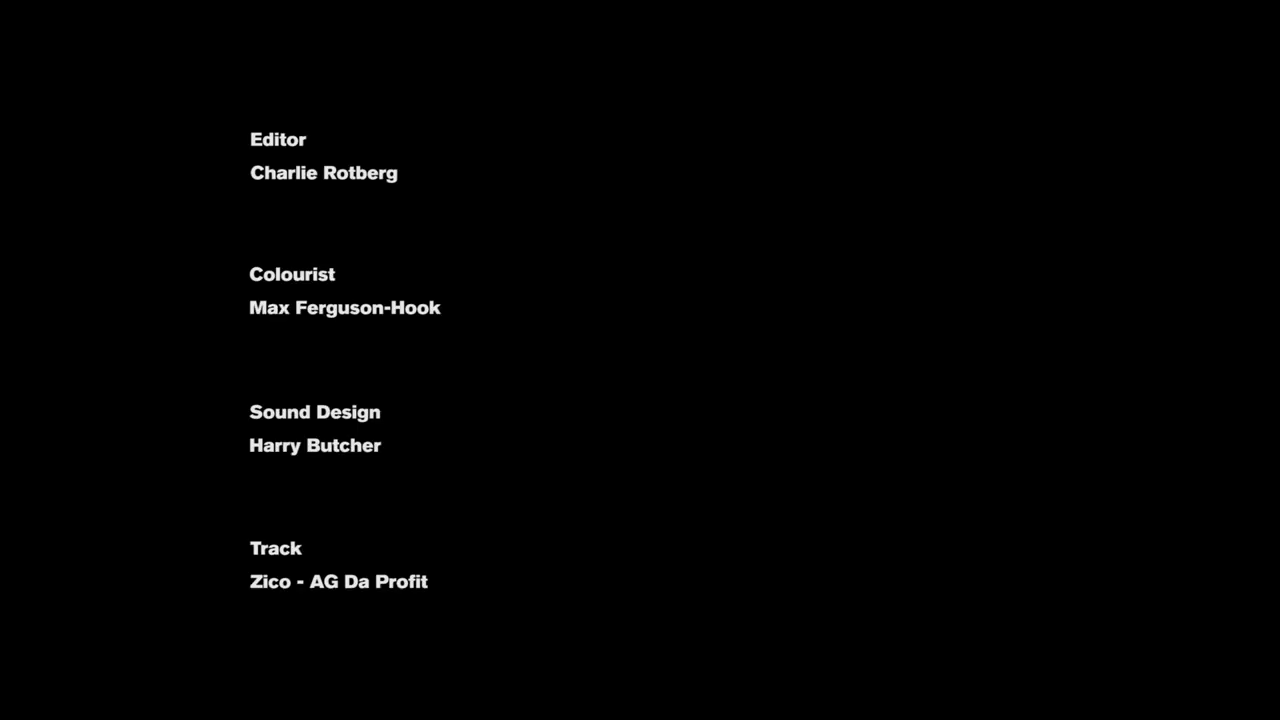 Editor
Charlie Rotberg
Colourist
Max Ferguson-Hook
Sound Design
Harry Butcher
Track
Zico - AG Da Profit